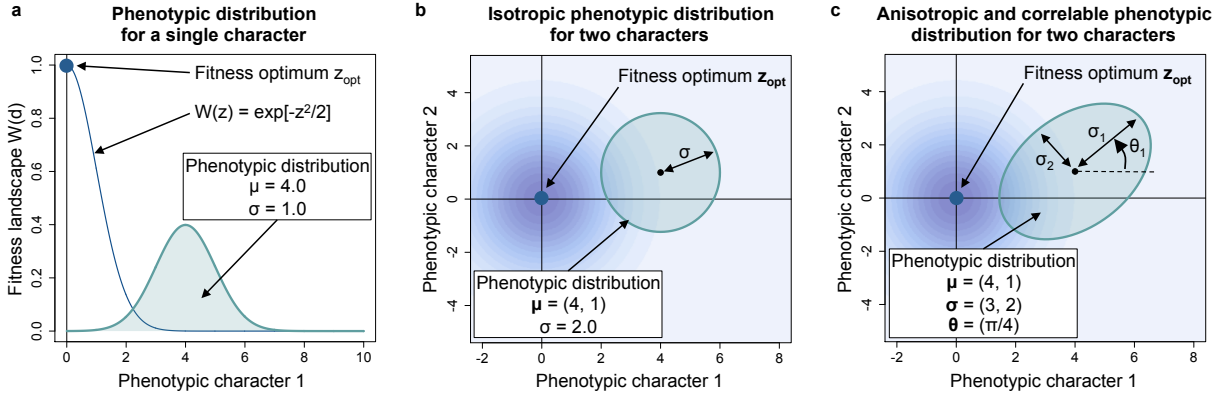 a
Phenotypic distribution
for a single character
Fitness landscape W(d)
1.0
0.8
0.6
0.4
0.2
0.0
Fitness optimum zopt
W(z) = exp[-z²/2]
Phenotypic distribution
μ = 4.0
σ = 1.0
0 2 4 6 8 10
Phenotypic character 1
b
Isotropic phenotypic distribution
for two characters
Phenotypic character 2
4
2
0
-2
-4
Fitness optimum zopt
σ
Phenotypic distribution
μ = (4, 1)
σ = 2.0
-2 0 2 4 6 8
Phenotypic character 1
c
Anisotropic and correlable phenotypic
distribution for two characters
Phenotypic character 2
4
2
0
-2
-4
Fitness optimum zopt
σ1
σ2
θ1
Phenotypic distribution
μ = (4, 1)
σ = (3, 2)
θ = (π/4)
-2 0 2 4 6 8
Phenotypic character 1